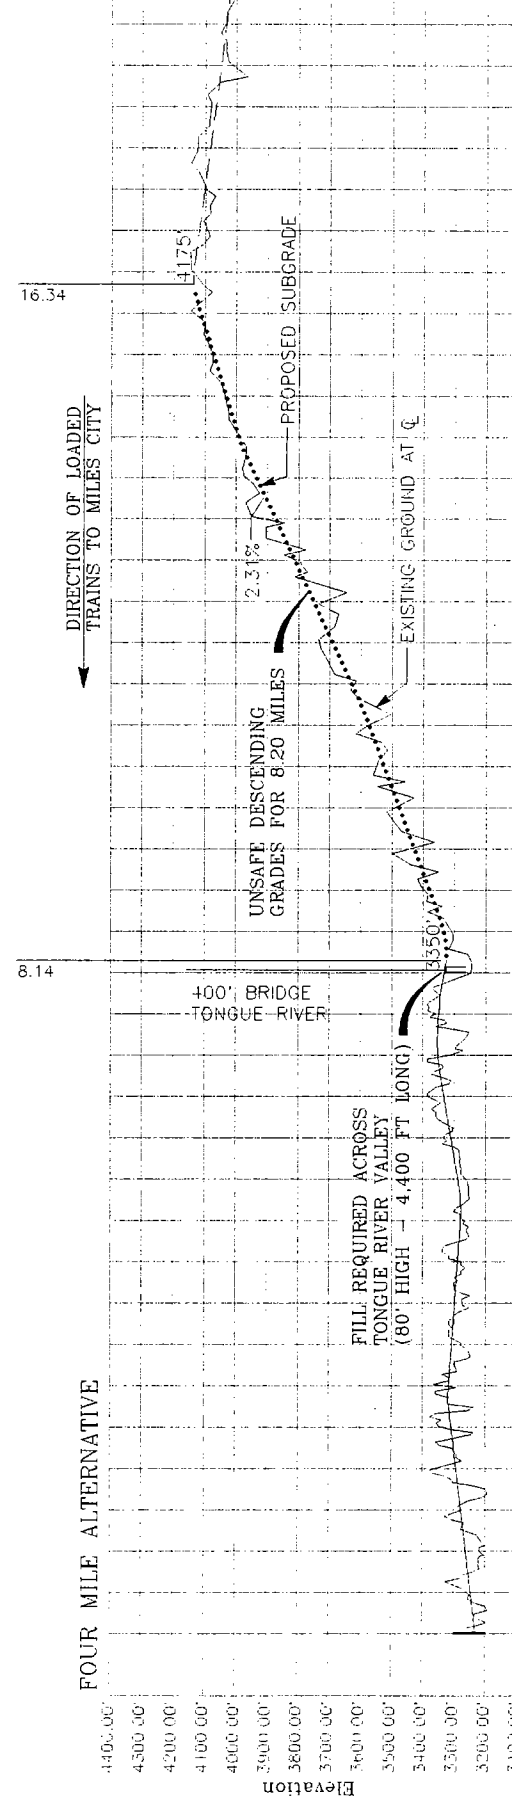 FOUR MILE ALTERNATIVE
DIRECTION OF LOADED
TRAINS TO MILES CITY
16.34
4175'
PROPOSED SUBGRADE
2.31%
EXISTING GROUND AT ℄
UNSAFE DESCENDING
GRADES FOR 8.20 MILES
8.14
3350'
400' BRIDGE
TONGUE RIVER
FILL REQUIRED ACROSS
TONGUE RIVER VALLEY
(80' HIGH – 4,400 FT LONG)
4400.00'
4300.00'
4200.00'
4100.00'
4000.00'
3900.00'
3800.00'
3700.00'
3600.00'
3500.00'
3400.00'
3300.00'
3200.00'
Elevation